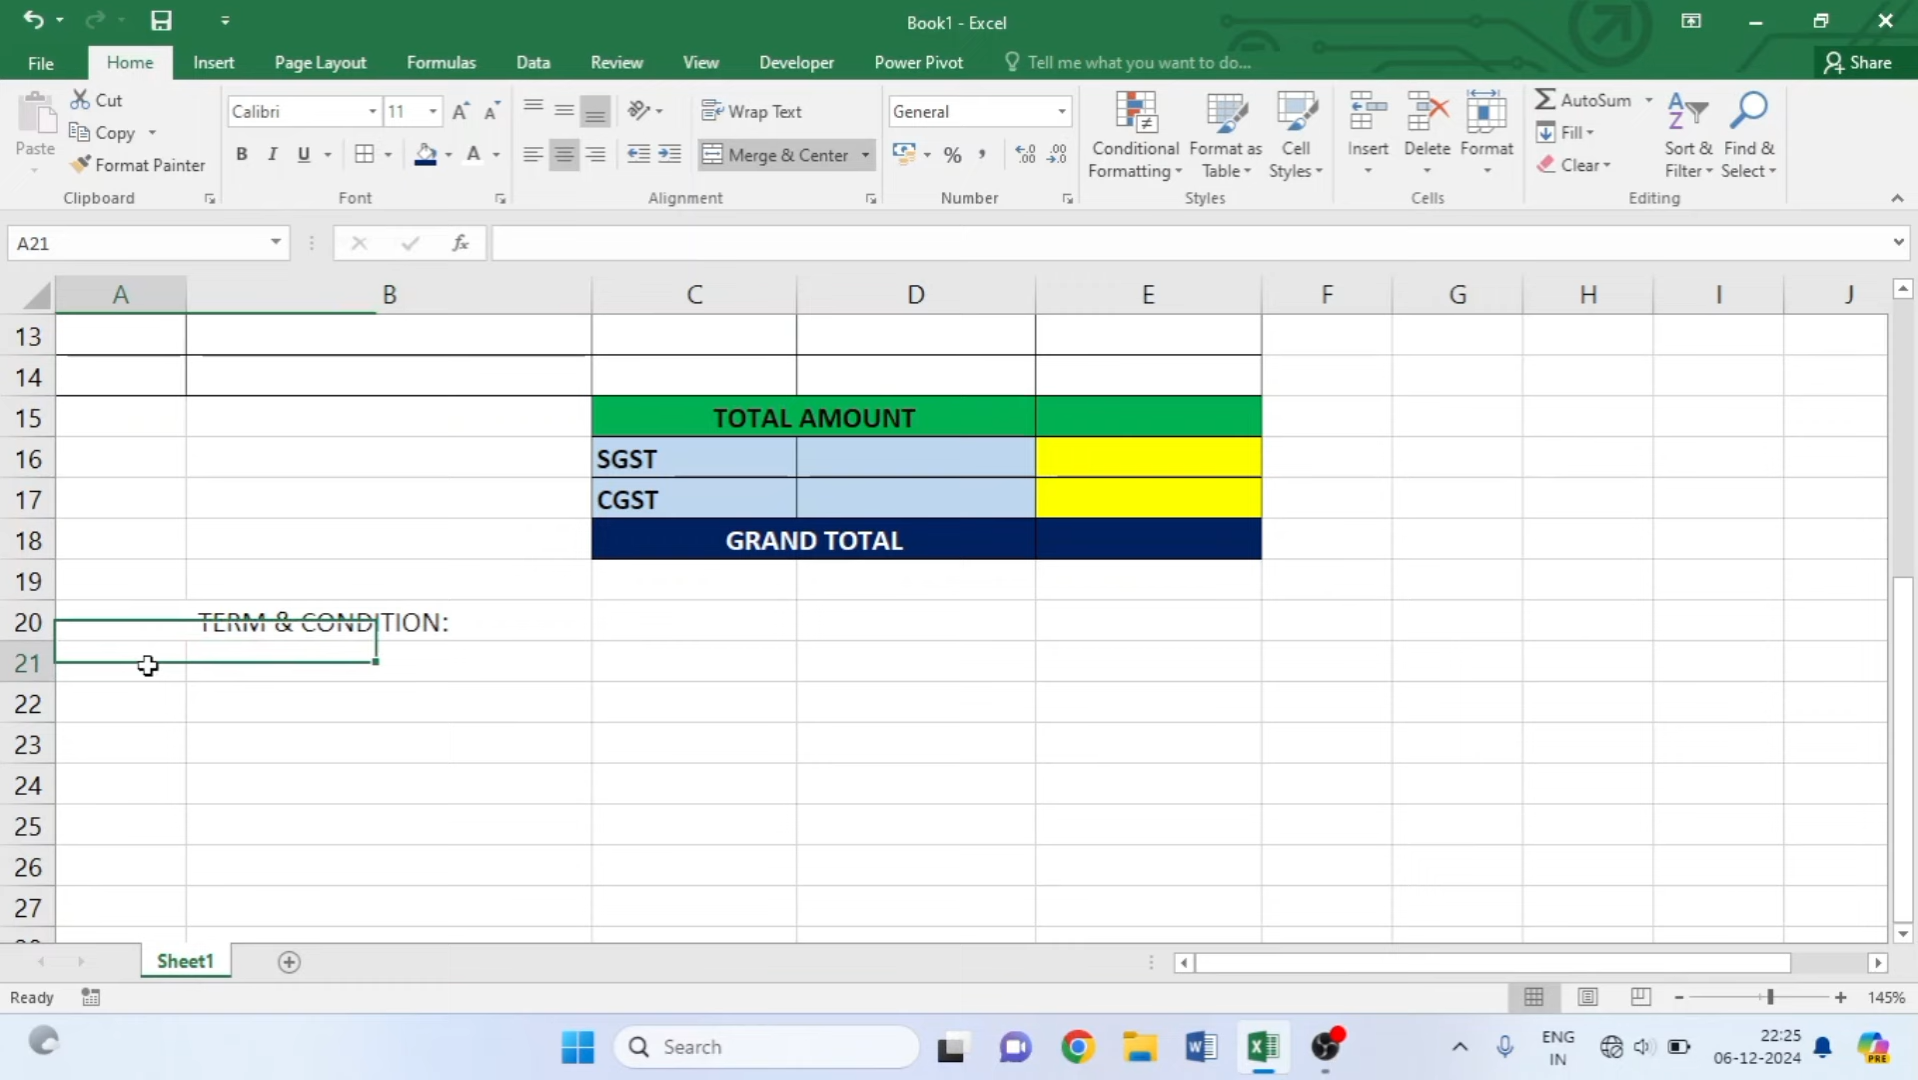 Book1 - Excel
File Home Insert Page Layout Formulas Data Review View Developer Power Pivot Tell me what you want to do... Share
Paste
Cut
Copy
Format Painter
Clipboard
Calibri 11
B I U
Font
Wrap Text
Merge & Center
Alignment
General
Number
Conditional Formatting
Format as Table
Cell Styles
Styles
Insert
Delete
Format
Cells
AutoSum
Fill
Clear
Sort & Filter
Find & Select
Editing
A21 fx
A B C D E F G H I J
13
14
15 TOTAL AMOUNT
16 SGST
17 CGST
18 GRAND TOTAL
19
20 TERM & CONDITION:
21
22
23
24
25
26
27
Sheet1
Ready 145%
Search
ENG IN
22:25
06-12-2024
PRE